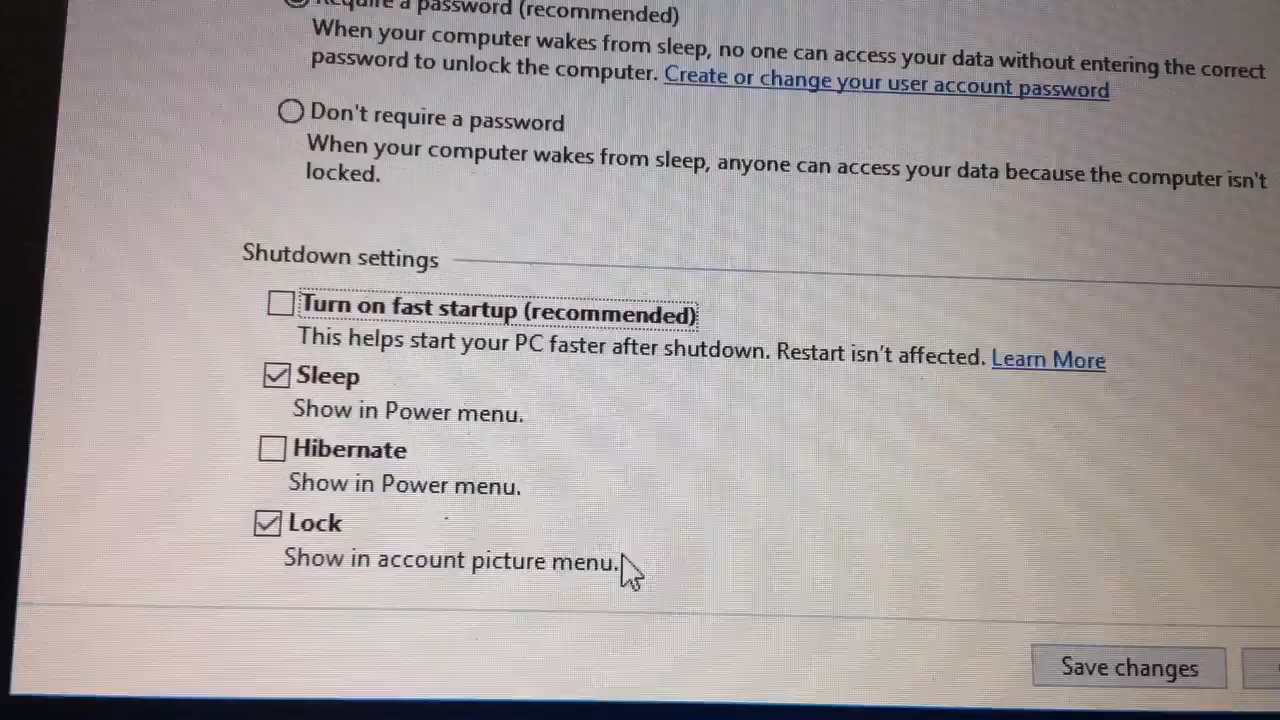 Require a password (recommended)
When your computer wakes from sleep, no one can access your data without entering the correct
password to unlock the computer. Create or change your user account password
Don't require a password
When your computer wakes from sleep, anyone can access your data because the computer isn't
locked.
Shutdown settings
Turn on fast startup (recommended)
This helps start your PC faster after shutdown. Restart isn't affected. Learn More
Sleep
Show in Power menu.
Hibernate
Show in Power menu.
Lock
Show in account picture menu.
Save changes